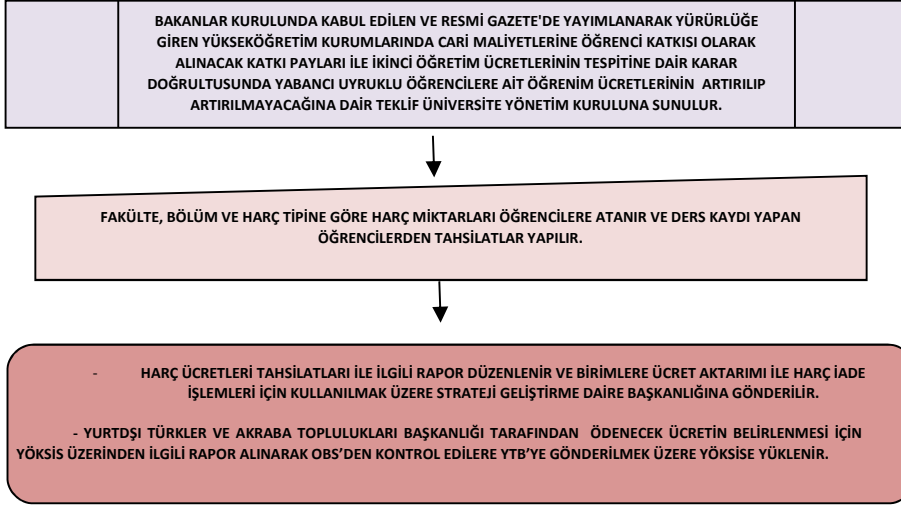 BAKANLAR KURULUNDA KABUL EDİLEN VE RESMİ GAZETE'DE YAYIMLANARAK YÜRÜRLÜĞE
GİREN YÜKSEKÖĞRETİM KURUMLARINDA CARİ MALİYETLERİNE ÖĞRENCİ KATKISI OLARAK
ALINACAK KATKI PAYLARI İLE İKİNCİ ÖĞRETİM ÜCRETLERİNİN TESPİTİNE DAİR KARAR
DOĞRULTUSUNDA YABANCI UYRUKLU ÖĞRENCİLERE AİT ÖĞRENİM ÜCRETLERİNİN ARTIRILIP
ARTIRILMAYACAĞINA DAİR TEKLİF ÜNİVERSİTE YÖNETİM KURULUNA SUNULUR.
FAKÜLTE, BÖLÜM VE HARÇ TİPİNE GÖRE HARÇ MİKTARLARI ÖĞRENCİLERE ATANIR VE DERS KAYDI YAPAN
ÖĞRENCİLERDEN TAHSİLATLAR YAPILIR.
- HARÇ ÜCRETLERİ TAHSİLATLARI İLE İLGİLİ RAPOR DÜZENLENİR VE BİRİMLERE ÜCRET AKTARIMI İLE HARÇ İADE
İŞLEMLERİ İÇİN KULLANILMAK ÜZERE STRATEJİ GELİŞTİRME DAİRE BAŞKANLIĞINA GÖNDERİLİR.
- YURTDŞI TÜRKLER VE AKRABA TOPLULUKLARI BAŞKANLIĞI TARAFINDAN ÖDENECEK ÜCRETİN BELİRLENMESİ İÇİN
YÖKSİS ÜZERİNDEN İLGİLİ RAPOR ALINARAK OBS'DEN KONTROL EDİLERE YTB'YE GÖNDERİLMEK ÜZERE YÖKSİSE YÜKLENİR.